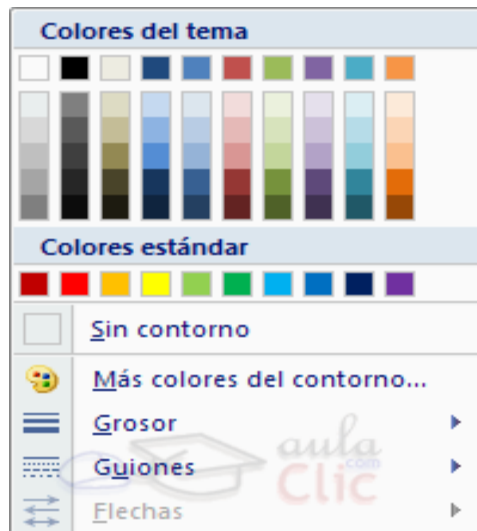 Colores del tema
Colores estándar
Sin contorno
Más colores del contorno...
Grosor
Guiones
Flechas
aula
.com
Clic